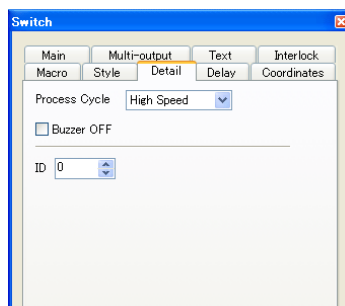 Switch
Main Multi-output Text Interlock
Macro Style Detail Delay Coordinates
Process Cycle High Speed
Buzzer OFF
ID 0